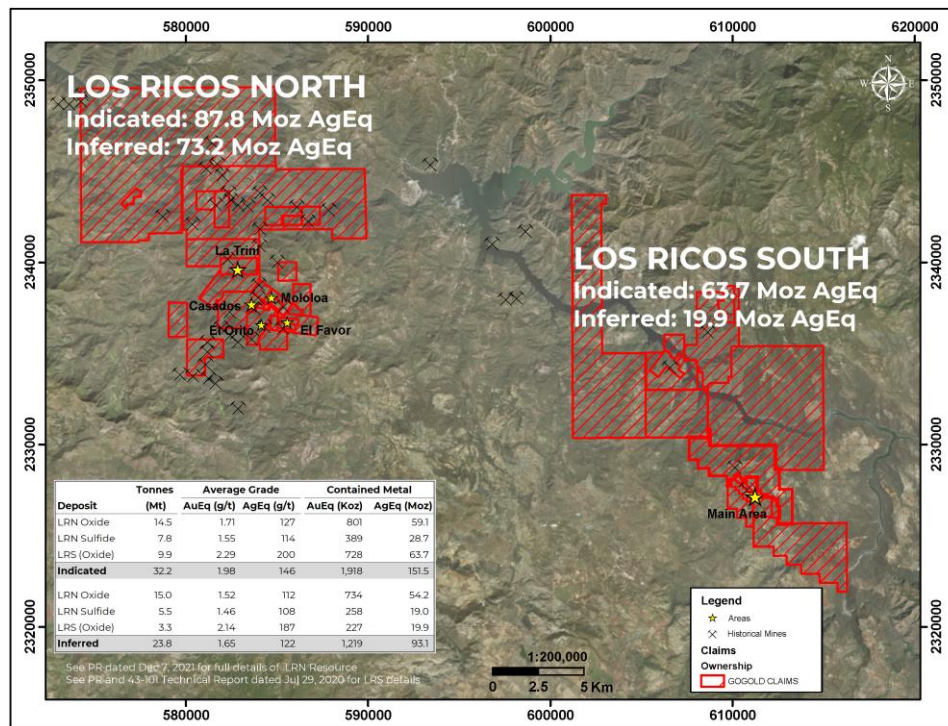 580000 590000 600000 610000 620000
2350000
2350000
LOS RICOS NORTH
Indicated: 87.8 Moz AgEq
Inferred: 73.2 Moz AgEq
N
W E
S
2340000
2340000
La Trini
Mololoa
Casados
El Orito
El Favor
LOS RICOS SOUTH
Indicated: 63.7 Moz AgEq
Inferred: 19.9 Moz AgEq
2330000
2330000
Main Area
Tonnes Average Grade Contained Metal
Deposit (Mt) AuEq (g/t) AgEq (g/t) AuEq (Koz) AgEq (Moz)
LRN Oxide 14.5 1.71 127 801 59.1
LRN Sulfide 7.8 1.55 114 389 28.7
LRS (Oxide) 9.9 2.29 200 728 63.7
Indicated 32.2 1.98 146 1,918 151.5
LRN Oxide 15.0 1.52 112 734 54.2
LRN Sulfide 5.5 1.46 108 258 19.0
LRS (Oxide) 3.3 2.14 187 227 19.9
Inferred 23.8 1.65 122 1,219 93.1
See PR dated Dec 7, 2021 for full details of LRN Resource
See PR and 43-101 Technical Report dated Jul 29, 2020 for LRS details
2320000
2320000
1:200,000
0 2.5 5 Km
Legend
Areas
Historical Mines
Claims
Ownership
GOGOLD CLAIMS
580000 590000 600000 610000 620000